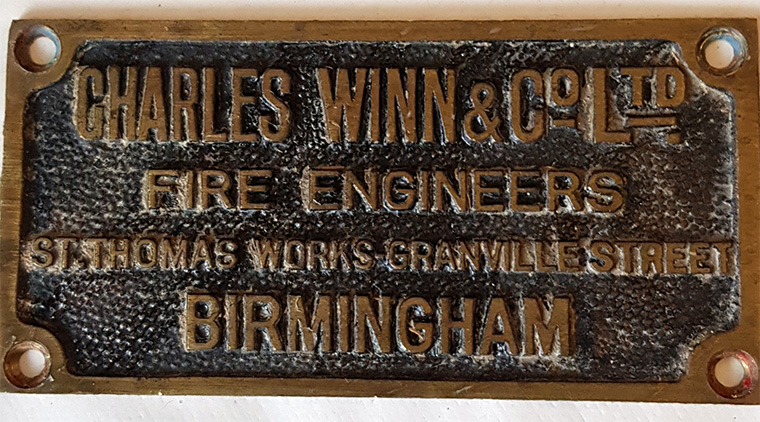 CHARLES WINN & Co LTD
FIRE ENGINEERS
ST. THOMAS WORKS-GRANVILLE STREET
BIRMINGHAM